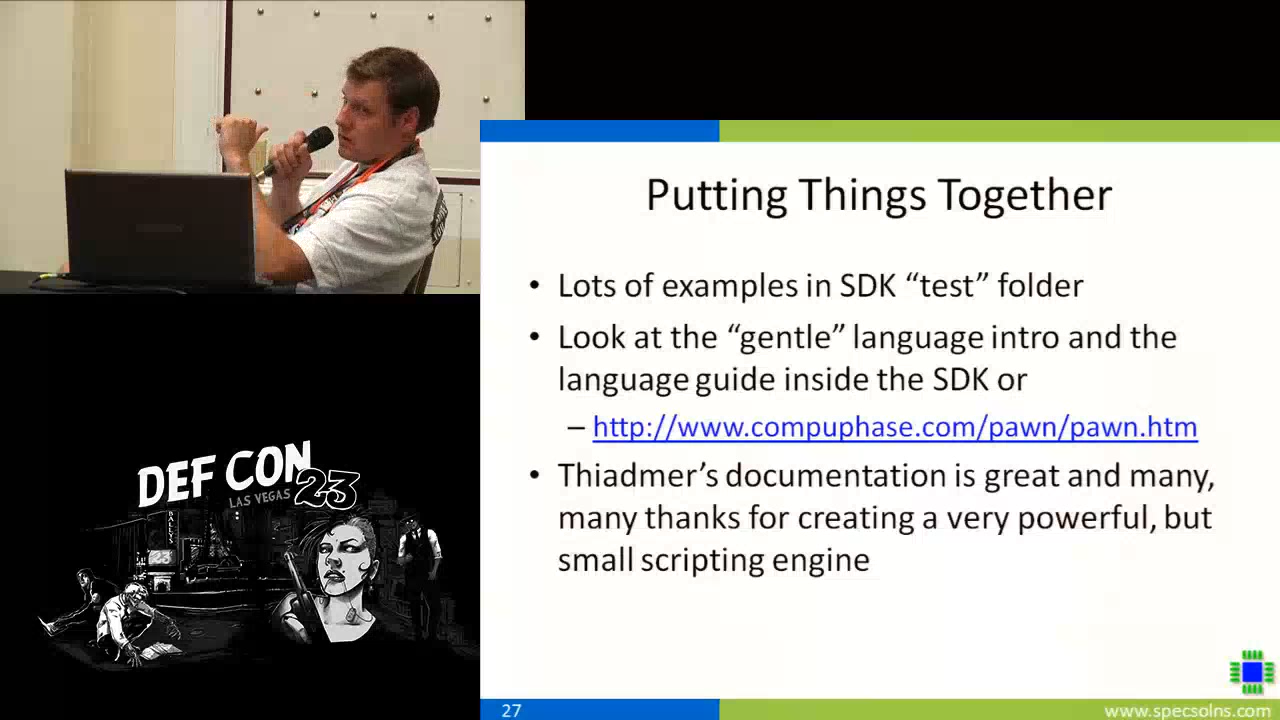 Putting Things Together
• Lots of examples in SDK “test” folder
• Look at the “gentle” language intro and the
language guide inside the SDK or
– http://www.compuphase.com/pawn/pawn.htm
• Thiadmer’s documentation is great and many,
many thanks for creating a very powerful, but
small scripting engine
27
www.specsolns.com
DEF CON
LAS VEGAS 23
BALLY'S